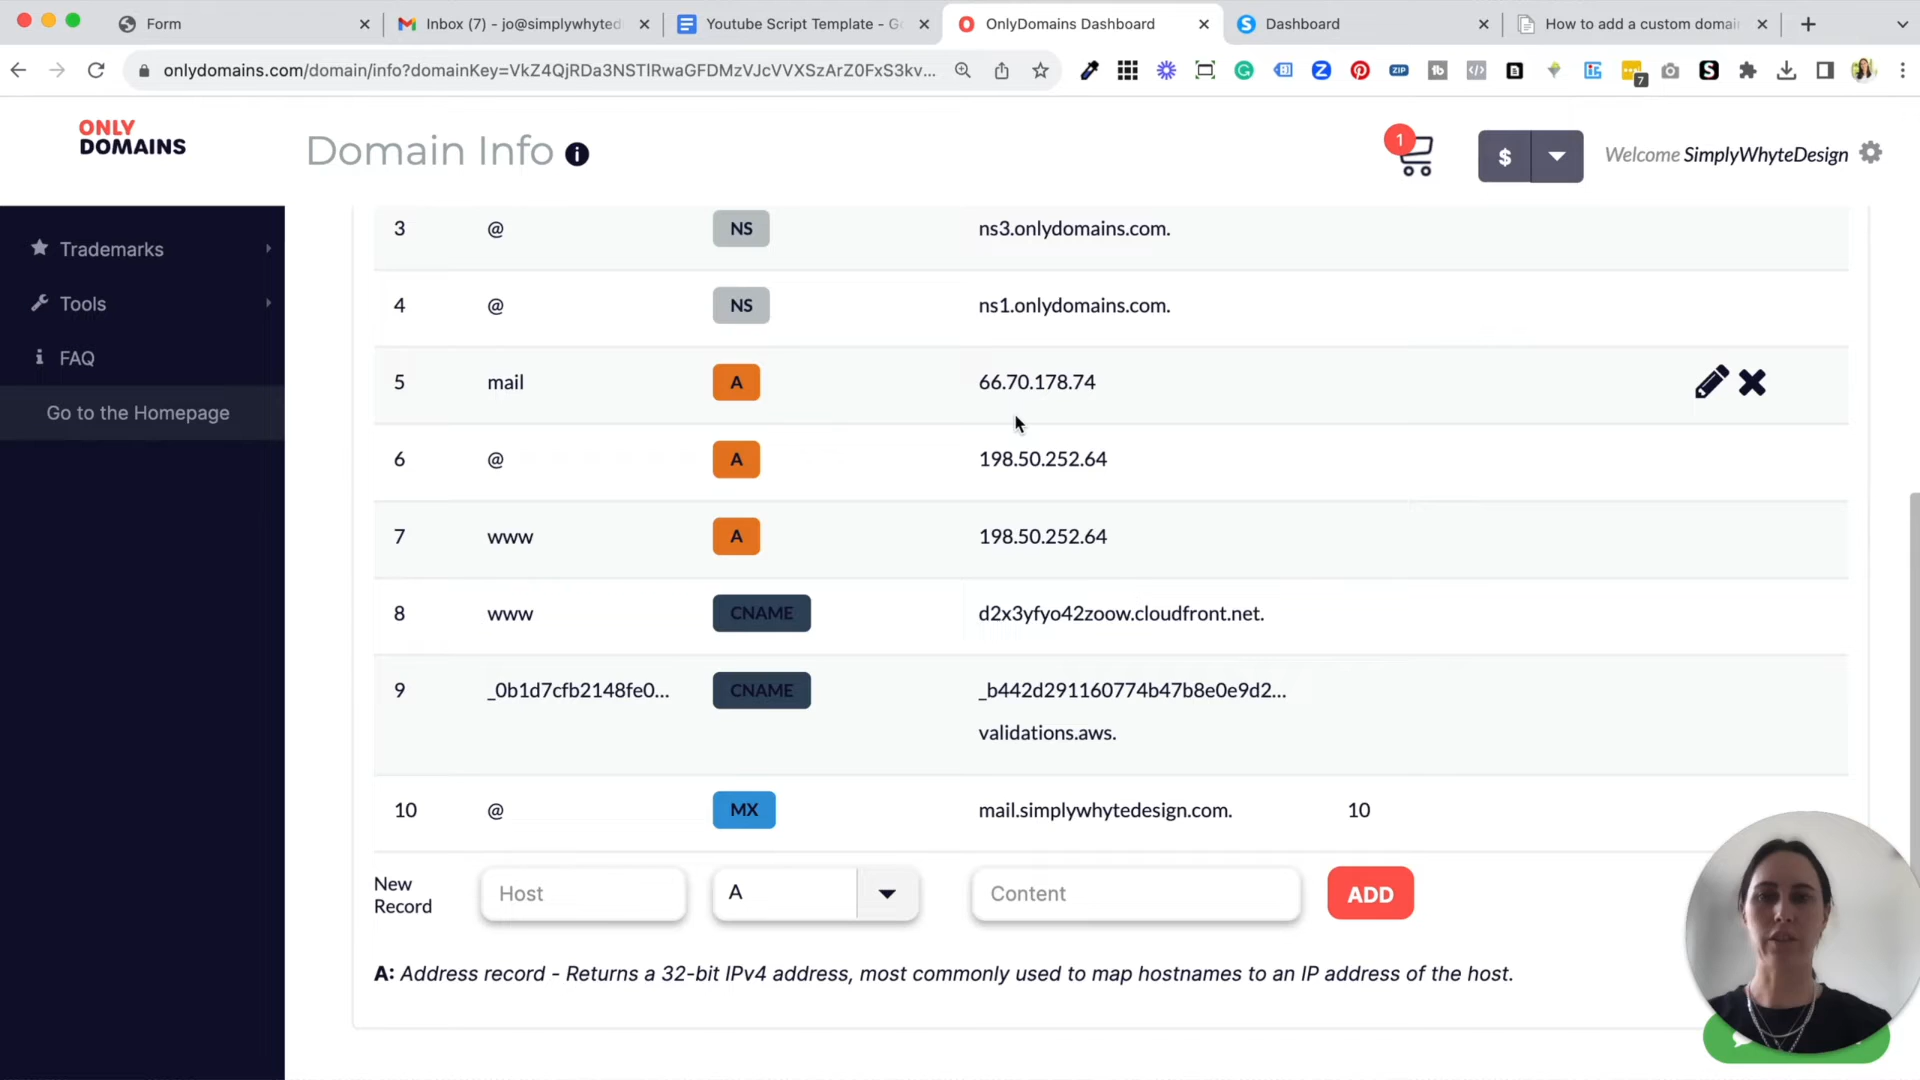 Form
Inbox (7) - jo@simplywhyted
Youtube Script Template - G
OnlyDomains Dashboard
Dashboard
How to add a custom domai
onlydomains.com/domain/info?domainKey=VkZ4QjRDa3NSTlRwaGFDMzVJcVVXSzArZ0FxS3kv...
ZIP
7
ONLY
DOMAINS
Domain Info
1
$
Welcome SimplyWhyteDesign
Trademarks
Tools
FAQ
Go to the Homepage
3 @ NS ns3.onlydomains.com.
4 @ NS ns1.onlydomains.com.
5 mail A 66.70.178.74
6 @ A 198.50.252.64
7 www A 198.50.252.64
8 www CNAME d2x3yfyo42zoow.cloudfront.net.
9 _0b1d7cfb2148fe0... CNAME _b442d291160774b47b8e0e9d2...
validations.aws.
10 @ MX mail.simplywhytedesign.com. 10
New
Record
Host
A
Content
ADD
A: Address record - Returns a 32-bit IPv4 address, most commonly used to map hostnames to an IP address of the host.